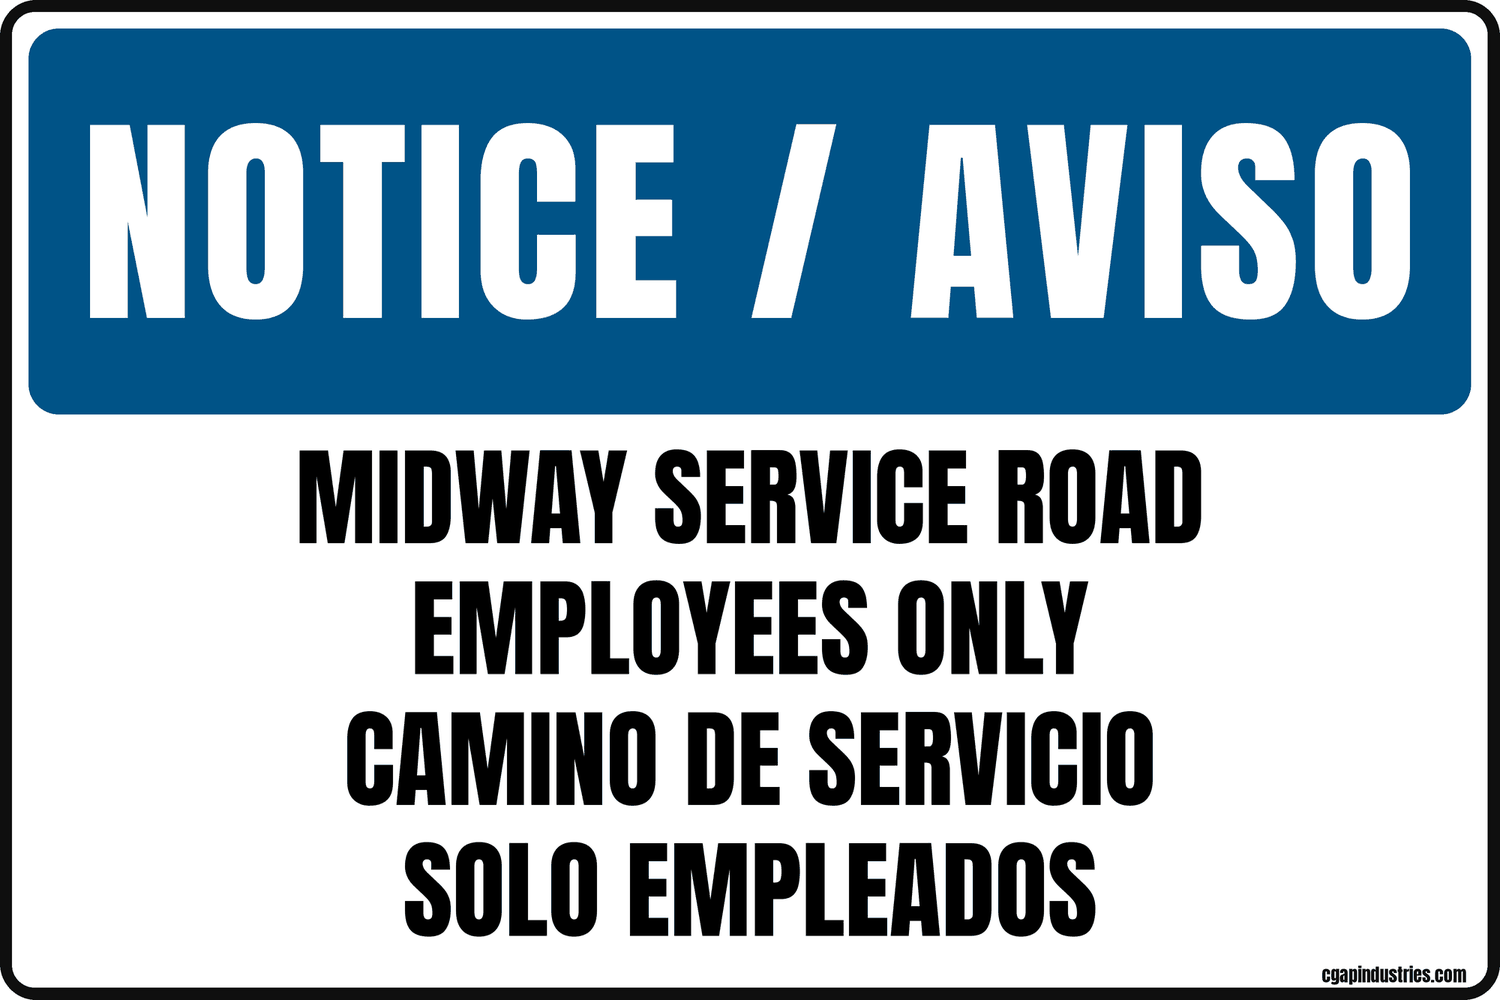 NOTICE / AVISO
MIDWAY SERVICE ROAD
EMPLOYEES ONLY
CAMINO DE SERVICIO
SOLO EMPLEADOS
cgapindustries.com